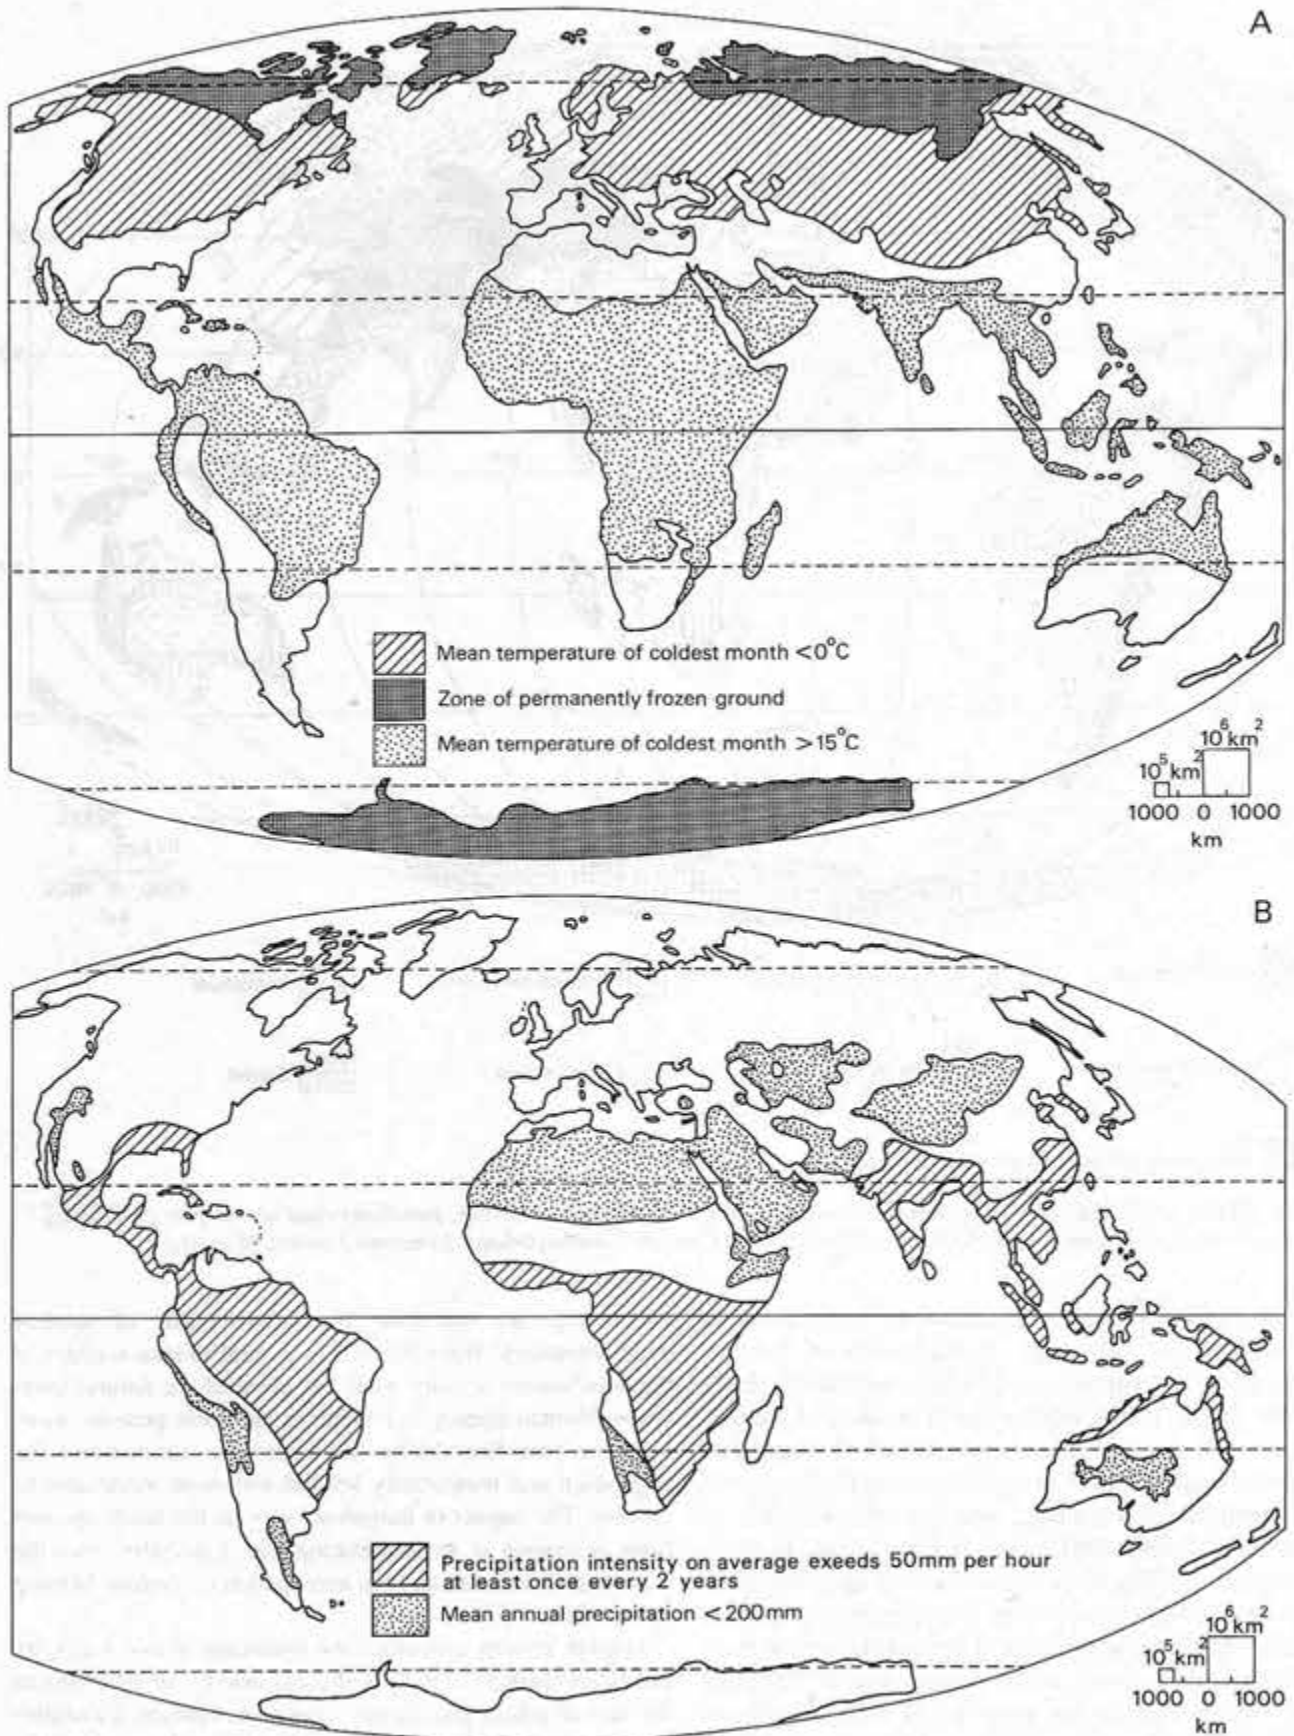 A
Mean temperature of coldest month <0°C
Zone of permanently frozen ground
Mean temperature of coldest month >15°C
10⁶ km²
10⁵ km²
1000 0 1000
km
B
Precipitation intensity on average exceeds 50mm per hour
at least once every 2 years
Mean annual precipitation <200mm
10⁶ km²
10⁵ km²
1000 0 1000
km